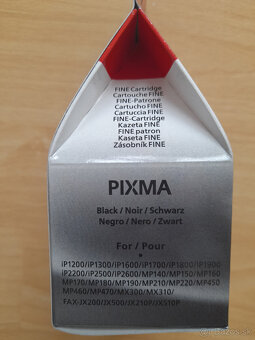 FINE Cartridge
Cartouche FINE
FINE-Patrone
Cartucho FINE
Cartuccia FINE
FINE-Cartridge
Kazeta FINE
FINE patron
Kaseta FINE
Zásobník FINE
PIXMA
Black / Noir / Schwarz
Negro / Nero / Zwart
For / Pour
iP1200/iP1300/iP1600/iP1700/iP1800/iP1900
iP2200/iP2500/iP2600/MP140/MP150/MP160
MP170/MP180/MP190/MP210/MP220/MP450
MP460/MP470/MX300/MX310/
FAX-JX200/JX500/JX210P/JX510P